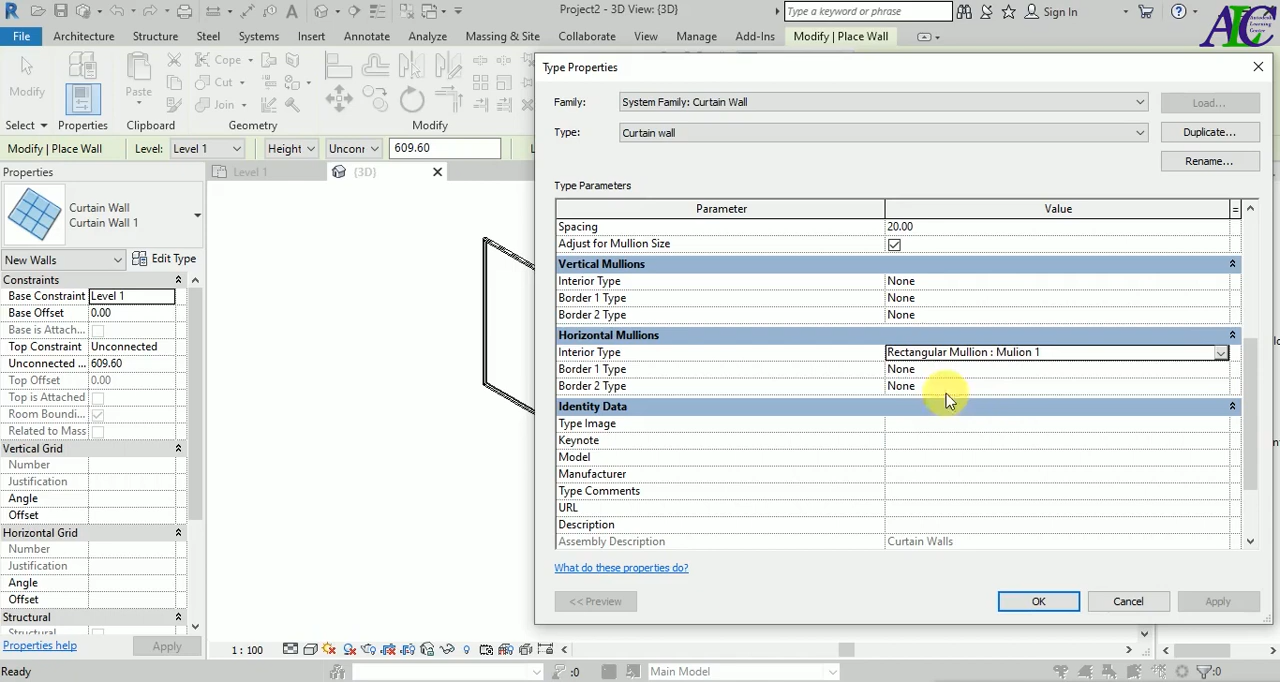 Project2 - 3D View: {3D}
Type a keyword or phrase
Sign In
ALC
File Architecture Structure Steel Systems Insert Annotate Analyze Massing & Site Collaborate View Manage Add-Ins Modify | Place Wall
Modify
Paste
Cope
Cut
Join
Select Properties Clipboard Geometry Modify
Modify | Place Wall Level: Level 1 Height Unconr 609.60
Properties
Level 1
{3D}
Curtain Wall
Curtain Wall 1
New Walls
Edit Type
Constraints
Base Constraint Level 1
Base Offset 0.00
Base is Attach...
Top Constraint Unconnected
Unconnected ... 609.60
Top Offset 0.00
Top is Attached
Room Boundi...
Related to Mass
Vertical Grid
Number
Justification
Angle
Offset
Horizontal Grid
Number
Justification
Angle
Offset
Structural
Structural
Properties help
Apply
Type Properties
Family: System Family: Curtain Wall Load...
Type: Curtain wall Duplicate...
Rename...
Type Parameters
Parameter Value =
Spacing 20.00
Adjust for Mullion Size
Vertical Mullions
Interior Type None
Border 1 Type None
Border 2 Type None
Horizontal Mullions
Interior Type Rectangular Mullion : Mulion 1
Border 1 Type None
Border 2 Type None
Identity Data
Type Image
Keynote
Model
Manufacturer
Type Comments
URL
Description
Assembly Description Curtain Walls
What do these properties do?
<< Preview OK Cancel Apply
1 : 100
Ready
:0
Main Model
:0